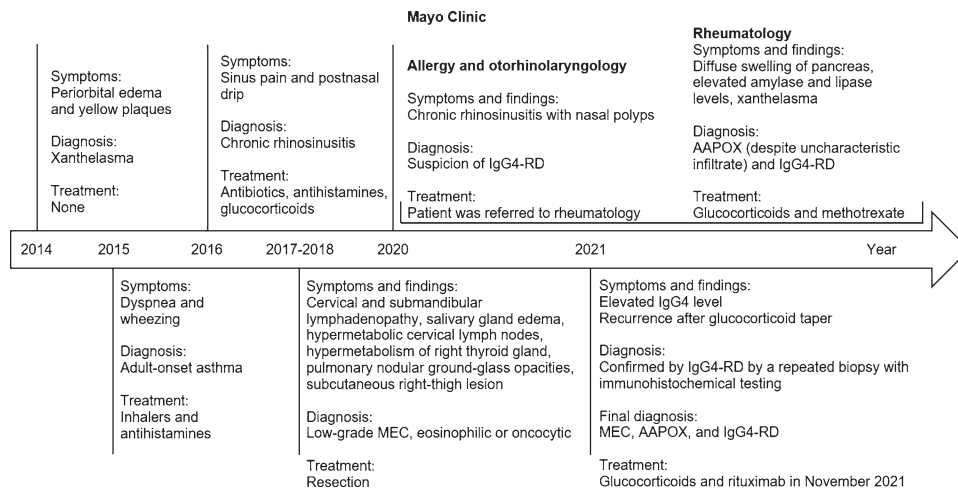 Mayo Clinic
Symptoms:
Periorbital edema
and yellow plaques
Diagnosis:
Xanthelasma
Treatment:
None
Symptoms:
Sinus pain and postnasal
drip
Diagnosis:
Chronic rhinosinusitis
Treatment:
Antibiotics, antihistamines,
glucocorticoids
Allergy and otorhinolaryngology
Symptoms and findings:
Chronic rhinosinusitis with nasal polyps
Diagnosis:
Suspicion of IgG4-RD
Treatment:
Patient was referred to rheumatology
Rheumatology
Symptoms and findings:
Diffuse swelling of pancreas,
elevated amylase and lipase
levels, xanthelasma
Diagnosis:
AAPOX (despite uncharacteristic
infiltrate) and IgG4-RD
Treatment:
Glucocorticoids and methotrexate
2014 2015 2016 2017-2018 2020 2021 Year
Symptoms:
Dyspnea and
wheezing
Diagnosis:
Adult-onset asthma
Treatment:
Inhalers and
antihistamines
Symptoms and findings:
Cervical and submandibular
lymphadenopathy, salivary gland edema,
hypermetabolic cervical lymph nodes,
hypermetabolism of right thyroid gland,
pulmonary nodular ground-glass opacities,
subcutaneous right-thigh lesion
Diagnosis:
Low-grade MEC, eosinophilic or oncocytic
Treatment:
Resection
Symptoms and findings:
Elevated IgG4 level
Recurrence after glucocorticoid taper
Diagnosis:
Confirmed by IgG4-RD by a repeated biopsy with
immunohistochemical testing
Final diagnosis:
MEC, AAPOX, and IgG4-RD
Treatment:
Glucocorticoids and rituximab in November 2021